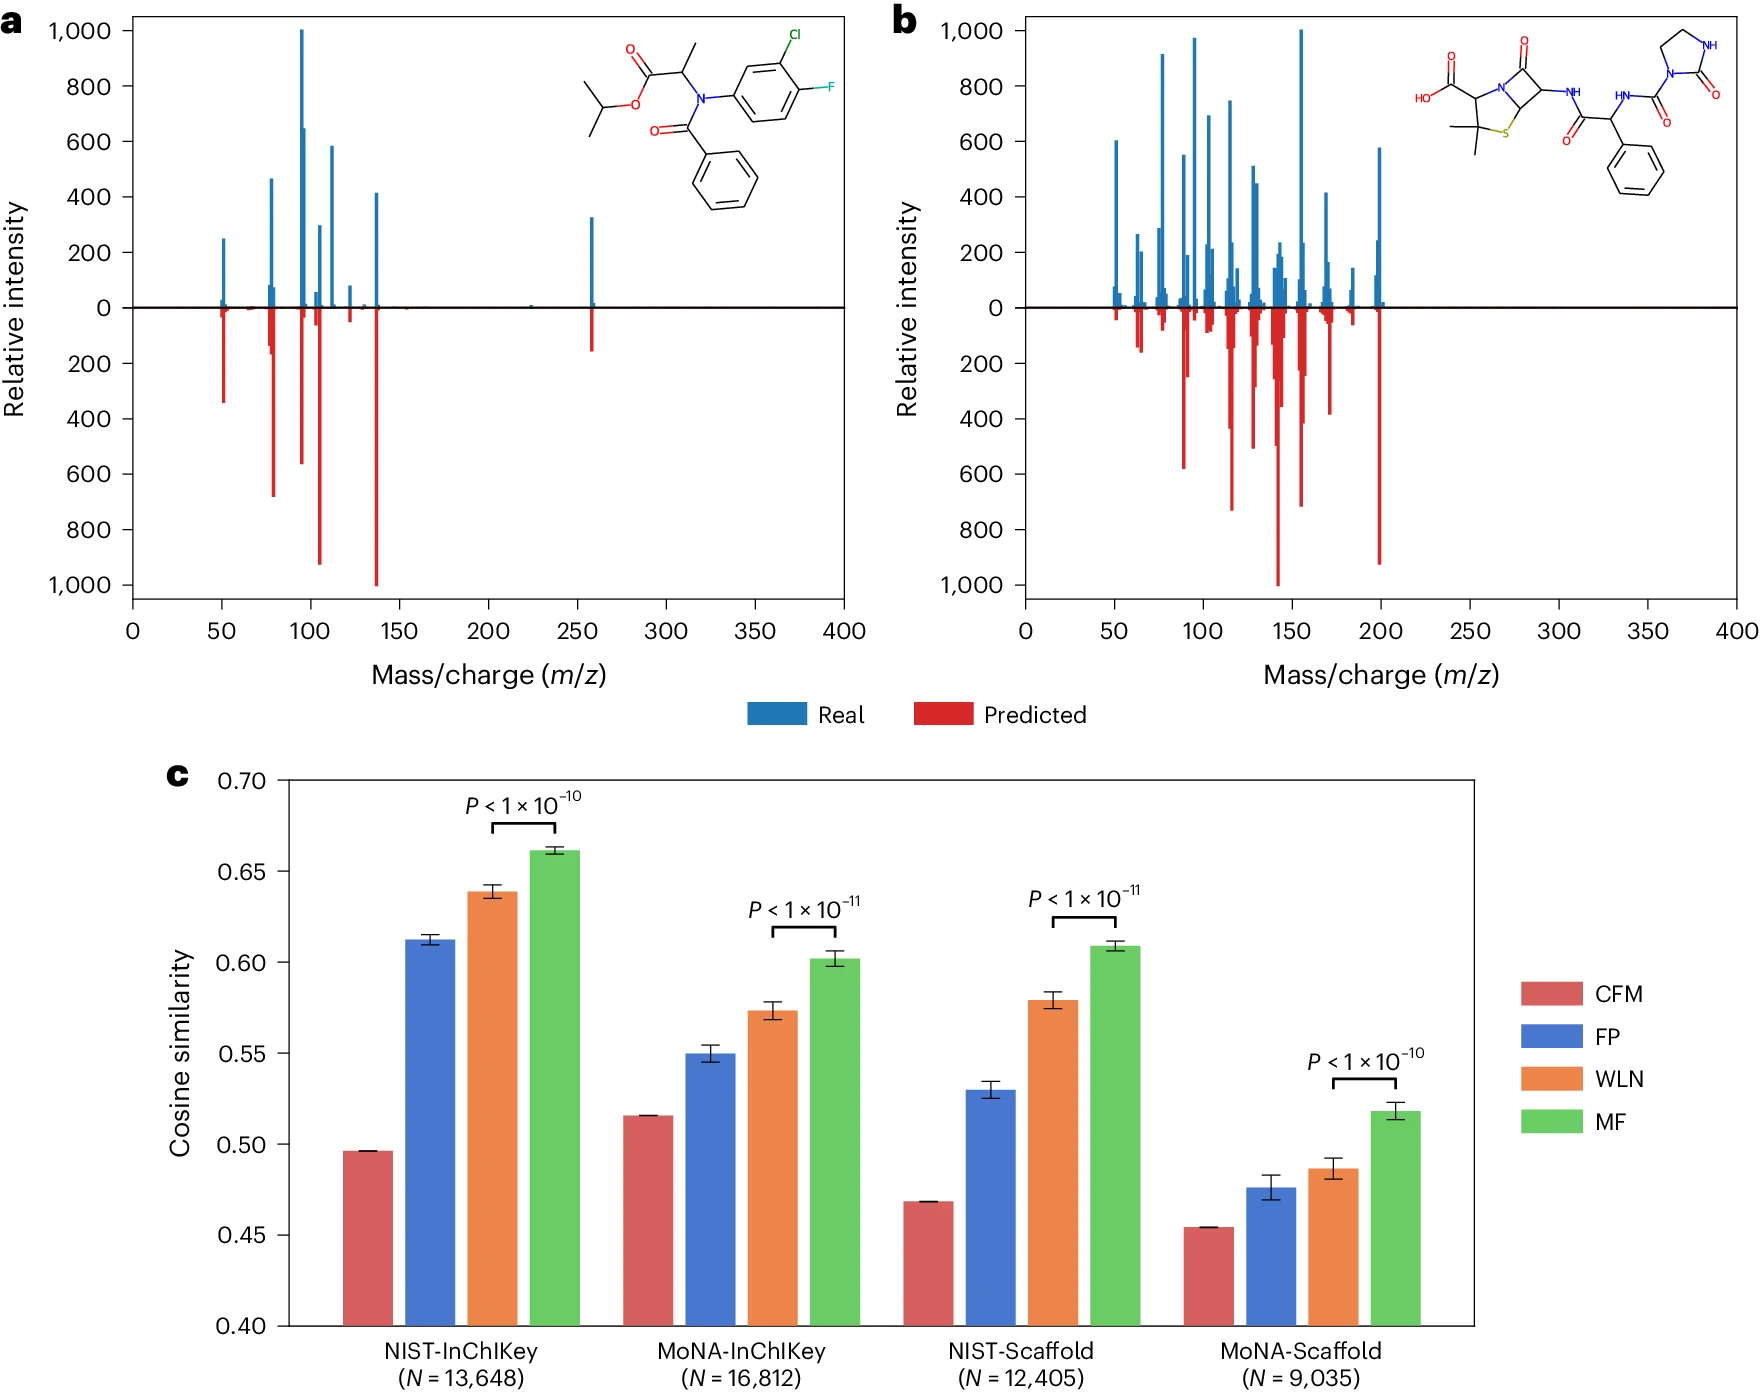 a
1,000
800
600
400
200
0
200
400
600
800
1,000
Relative intensity
0 50 100 150 200 250 300 350 400
Mass/charge (m/z)
O
O
N
O
Cl
F
b
1,000
800
600
400
200
0
200
400
600
800
1,000
Relative intensity
0 50 100 150 200 250 300 350 400
Mass/charge (m/z)
O
HO
N
S
O
NH
O
HN
O
N
NH
O
Real Predicted
c
0.70
0.65
0.60
0.55
0.50
0.45
0.40
Cosine similarity
P < 1 × 10⁻¹⁰
P < 1 × 10⁻¹¹
P < 1 × 10⁻¹¹
P < 1 × 10⁻¹⁰
NIST-InChIKey
(N = 13,648)
MoNA-InChIKey
(N = 16,812)
NIST-Scaffold
(N = 12,405)
MoNA-Scaffold
(N = 9,035)
CFM
FP
WLN
MF